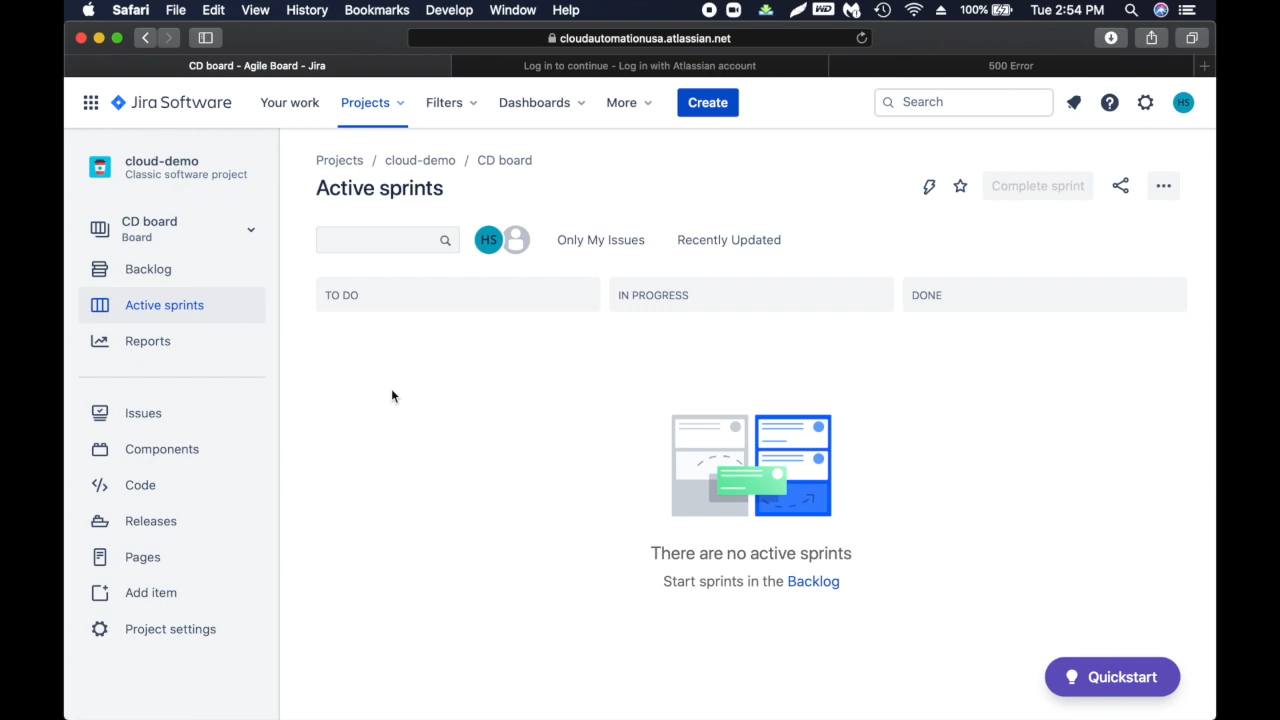 Safari File Edit View History Bookmarks Develop Window Help 100% Tue 2:54 PM
cloudautomationusa.atlassian.net
CD board - Agile Board - Jira Log in to continue - Log in with Atlassian account 500 Error
Jira Software Your work Projects Filters Dashboards More Create Search HS
cloud-demo
Classic software project
CD board
Board
Backlog
Active sprints
Reports
Issues
Components
Code
Releases
Pages
Add item
Project settings
Projects / cloud-demo / CD board
Active sprints
Complete sprint
HS Only My Issues Recently Updated
TO DO IN PROGRESS DONE
There are no active sprints
Start sprints in the Backlog
Quickstart